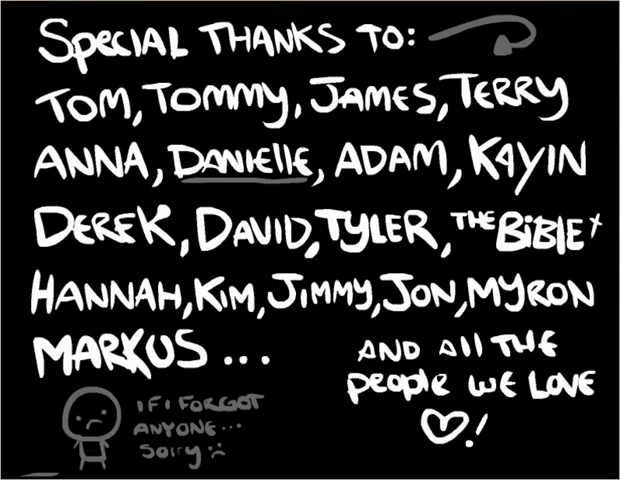 SPECIAL THANKS TO:
TOM, TOMMY, JAMES, TERRY
ANNA, DANIELLE, ADAM, KAYIN
DEREK, DAVID, TYLER, THE BIBLE
HANNAH, KIM, JIMMY, JON, MYRON
MARKUS ...
AND All THE
people WE LOVE
!
IF I FORGOT
ANYONE...
Sorry :(